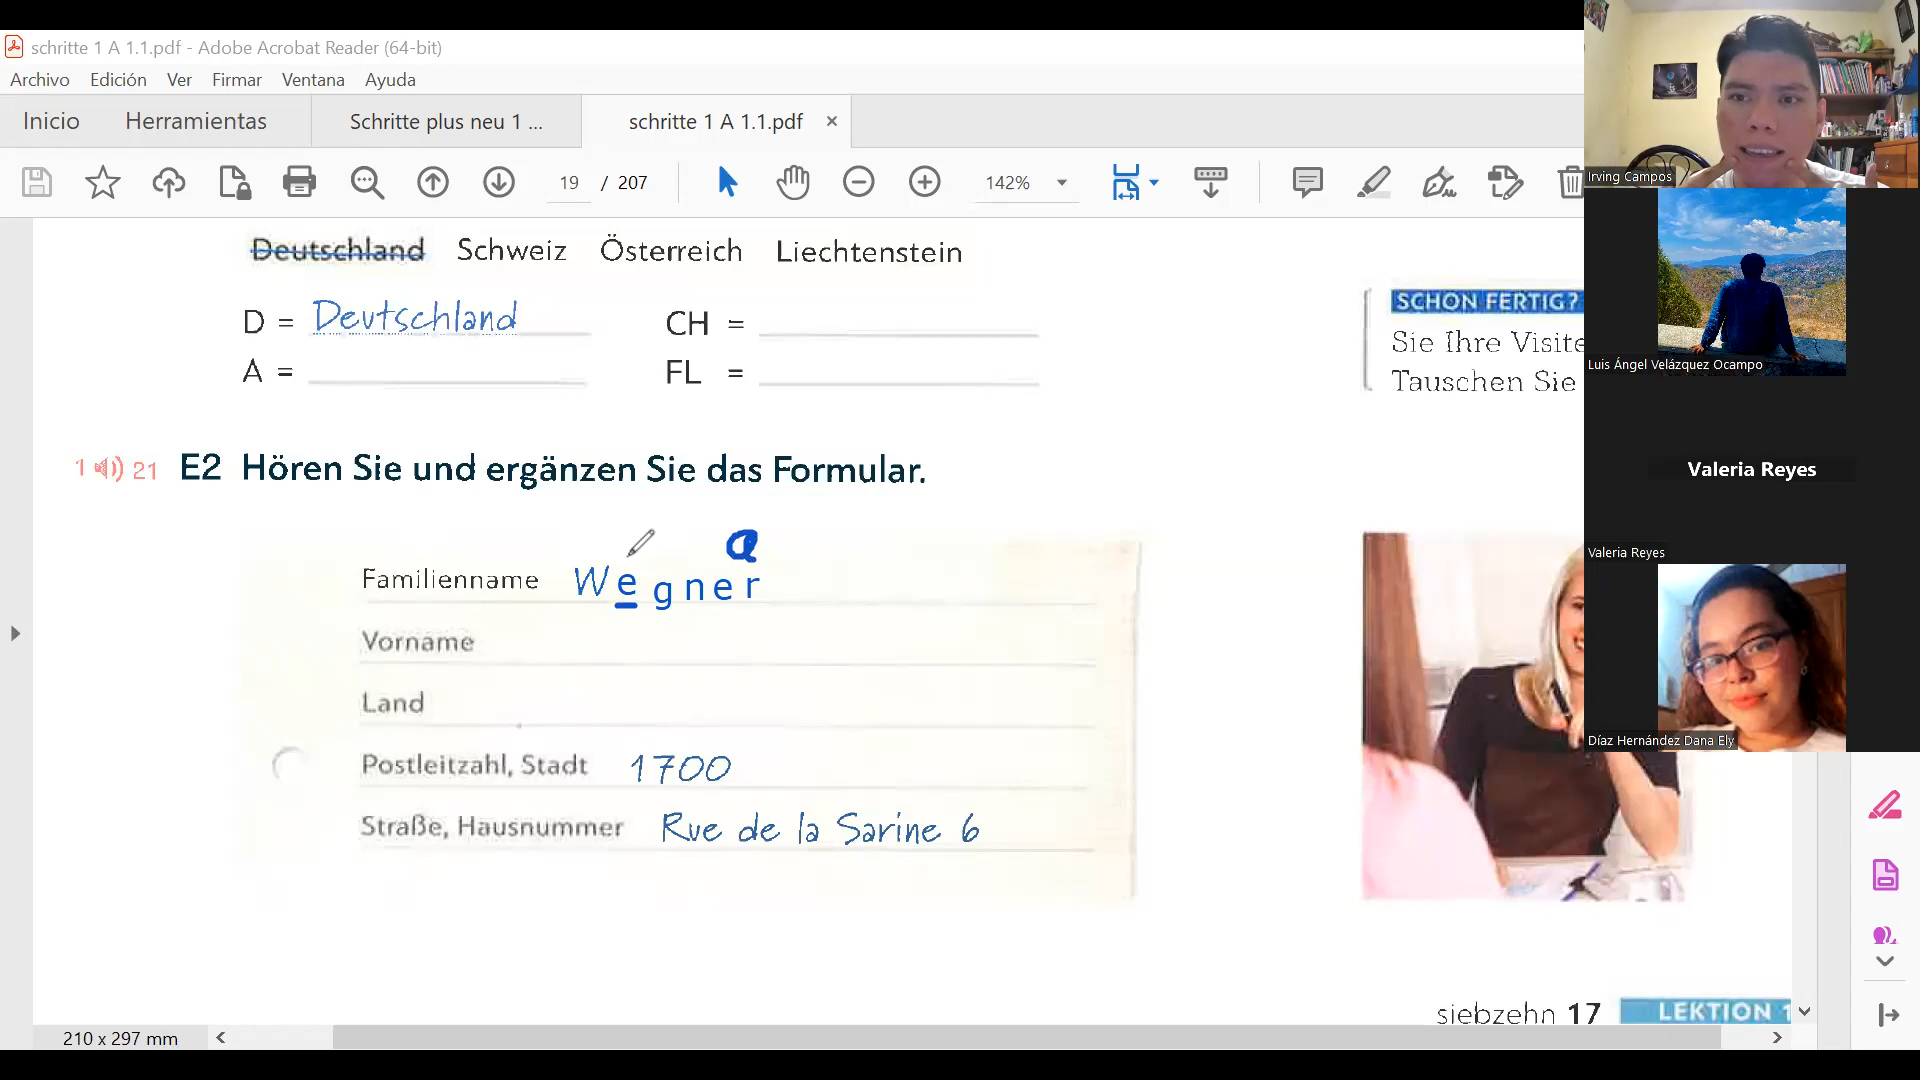 schritte 1 A 1.1.pdf - Adobe Acrobat Reader (64-bit)
Archivo Edición Ver Firmar Ventana Ayuda
Inicio Herramientas Schritte plus neu 1 ... schritte 1 A 1.1.pdf ×
19 / 207 142%
Deutschland Schweiz Österreich Liechtenstein
D = Deutschland CH =
A = FL =
SCHON FERTIG?
Sie Ihre Visite
Tauschen Sie
1 21 E2 Hören Sie und ergänzen Sie das Formular.
a
Familienname Wegner
Vorname
Land
Postleitzahl, Stadt 1700
Straße, Hausnummer Rue de la Sarine 6
siebzehn 17 LEKTION 1
210 x 297 mm
Irving Campos
Luis Ángel Velázquez Ocampo
Valeria Reyes
Valeria Reyes
Díaz Hernández Dana Ely